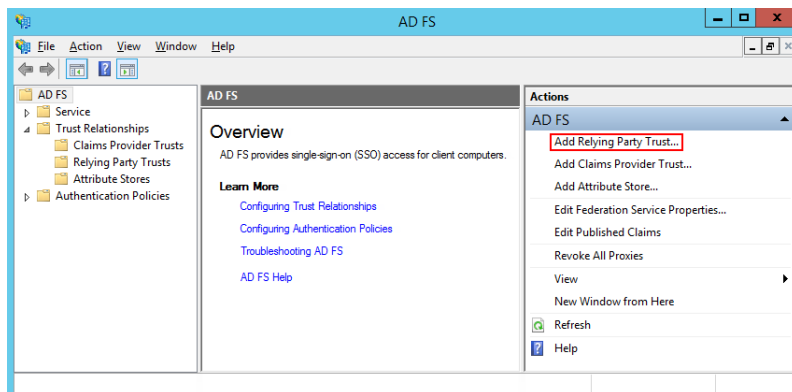 AD FS
File Action View Window Help
AD FS
Service
Trust Relationships
Claims Provider Trusts
Relying Party Trusts
Attribute Stores
Authentication Policies
AD FS
Overview
AD FS provides single-sign-on (SSO) access for client computers.
Learn More
Configuring Trust Relationships
Configuring Authentication Policies
Troubleshooting AD FS
AD FS Help
Actions
AD FS
Add Relying Party Trust...
Add Claims Provider Trust...
Add Attribute Store...
Edit Federation Service Properties...
Edit Published Claims
Revoke All Proxies
View
New Window from Here
Refresh
Help